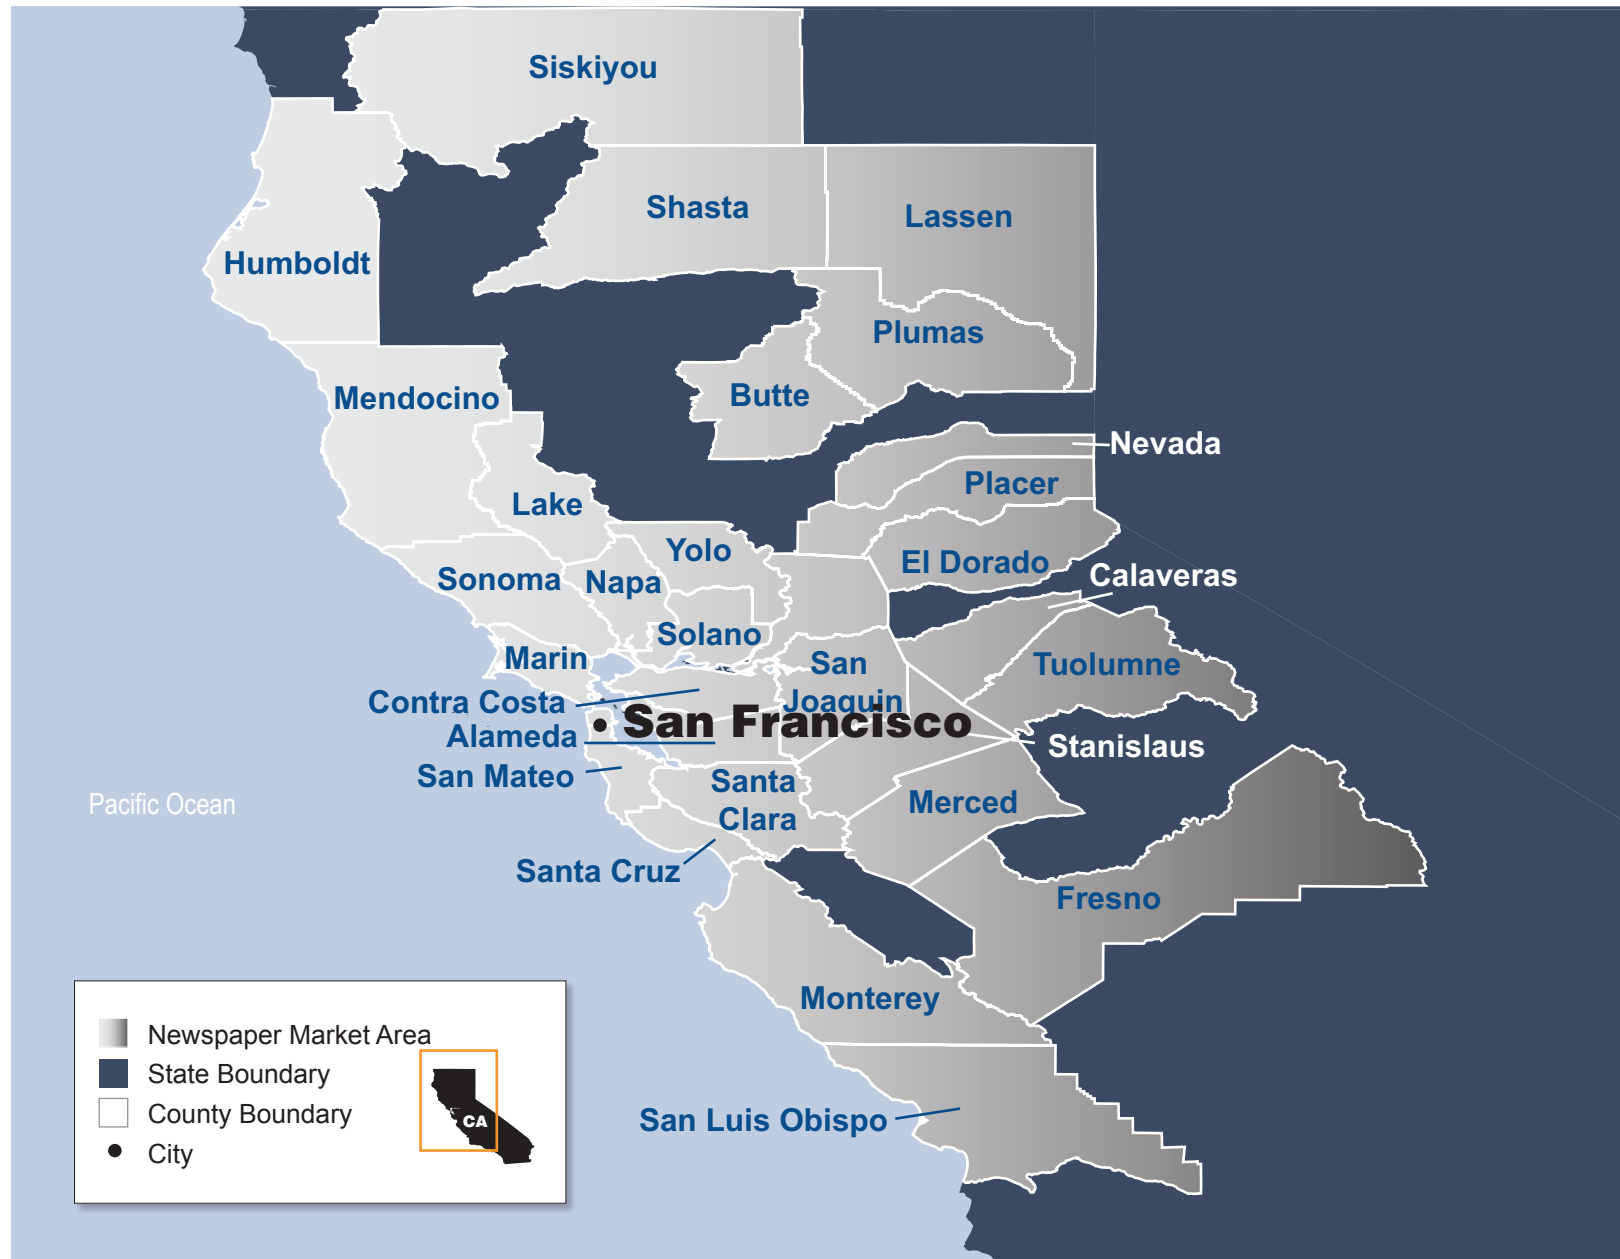 Siskiyou
Shasta
Lassen
Humboldt
Plumas
Butte
Mendocino
Nevada
Placer
Lake
Yolo
El Dorado
Calaveras
Sonoma
Napa
Solano
Marin
San
Joaquin
Tuolumne
Contra Costa
• San Francisco
Alameda
Stanislaus
San Mateo
Santa
Clara
Merced
Pacific Ocean
Santa Cruz
Fresno
Monterey
San Luis Obispo
Newspaper Market Area
State Boundary
County Boundary
City
CA